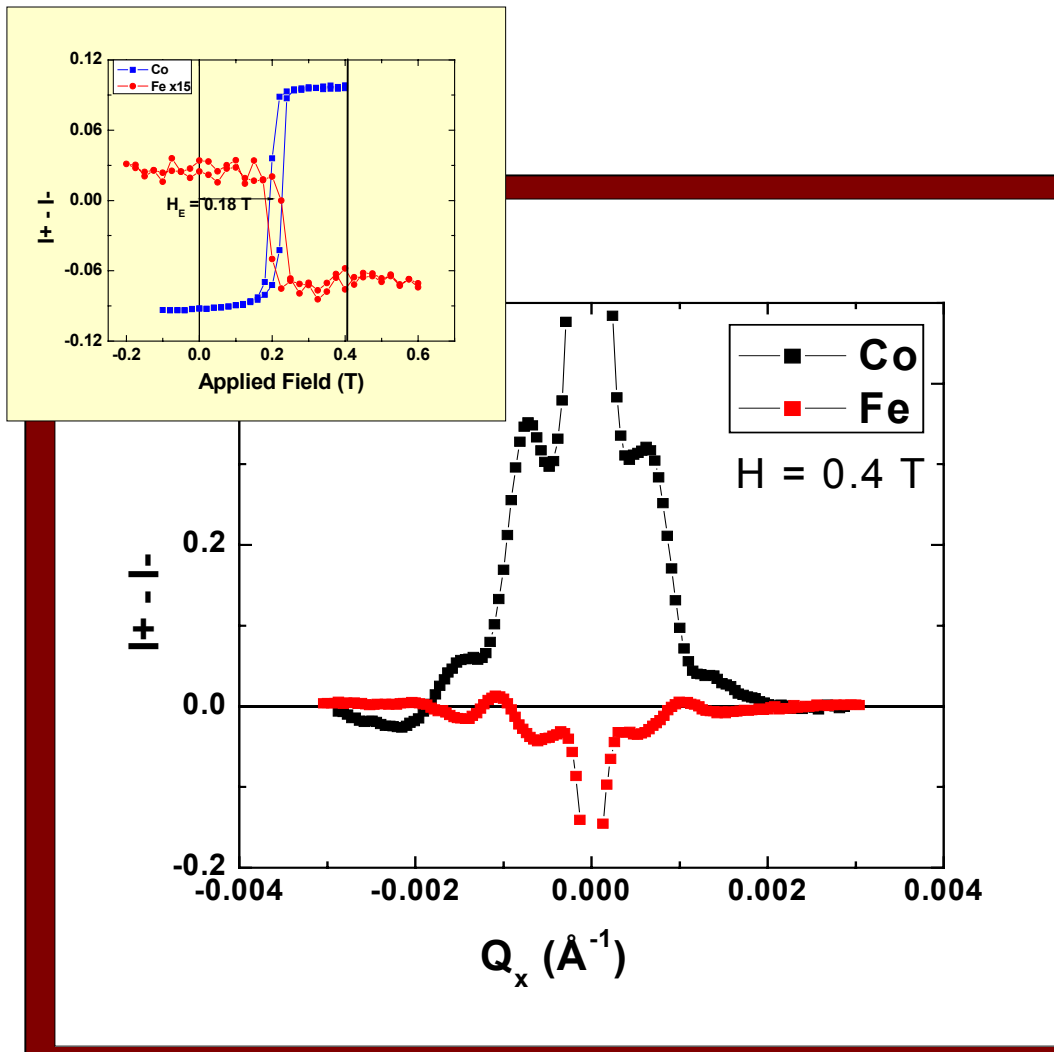 0.12
0.06
0.00
-0.06
-0.12
I+ - I-
Co
Fe x15
H_E = 0.18 T
-0.2 0.0 0.2 0.4 0.6
Applied Field (T)
Co
Fe
H = 0.4 T
0.2
0.0
-0.2
I+ - I-
-0.004 -0.002 0.000 0.002 0.004
Q_x (Å^-1)